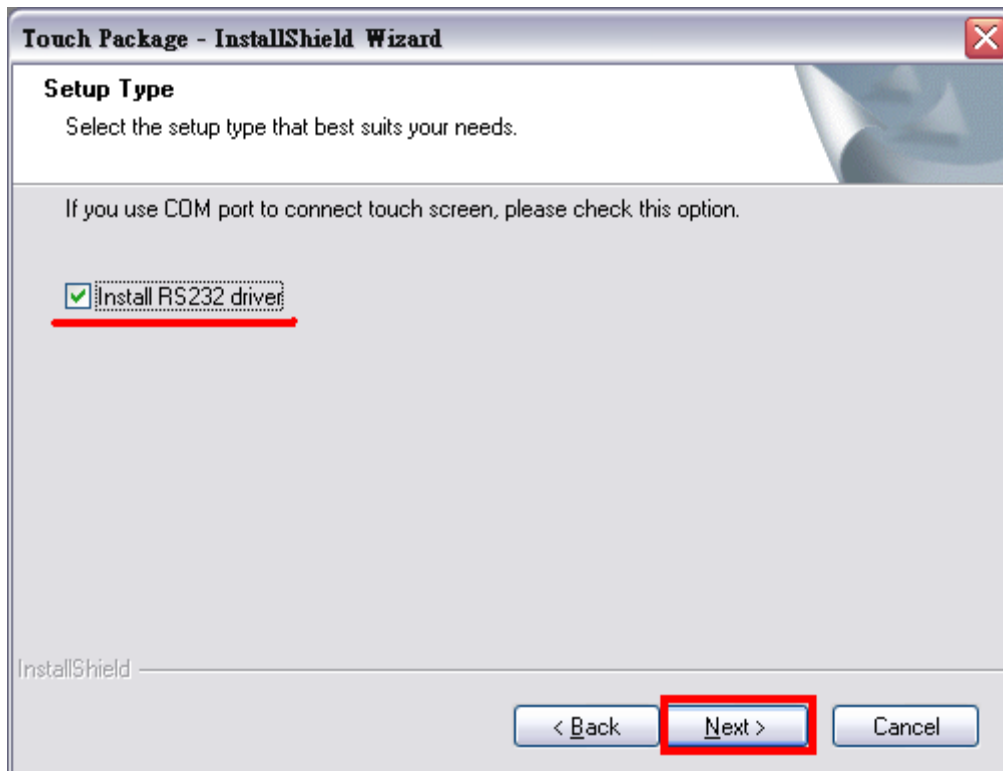 Touch Package - InstallShield Wizard
Setup Type
Select the setup type that best suits your needs.
If you use COM port to connect touch screen, please check this option.
Install RS232 driver
InstallShield
< Back Next > Cancel